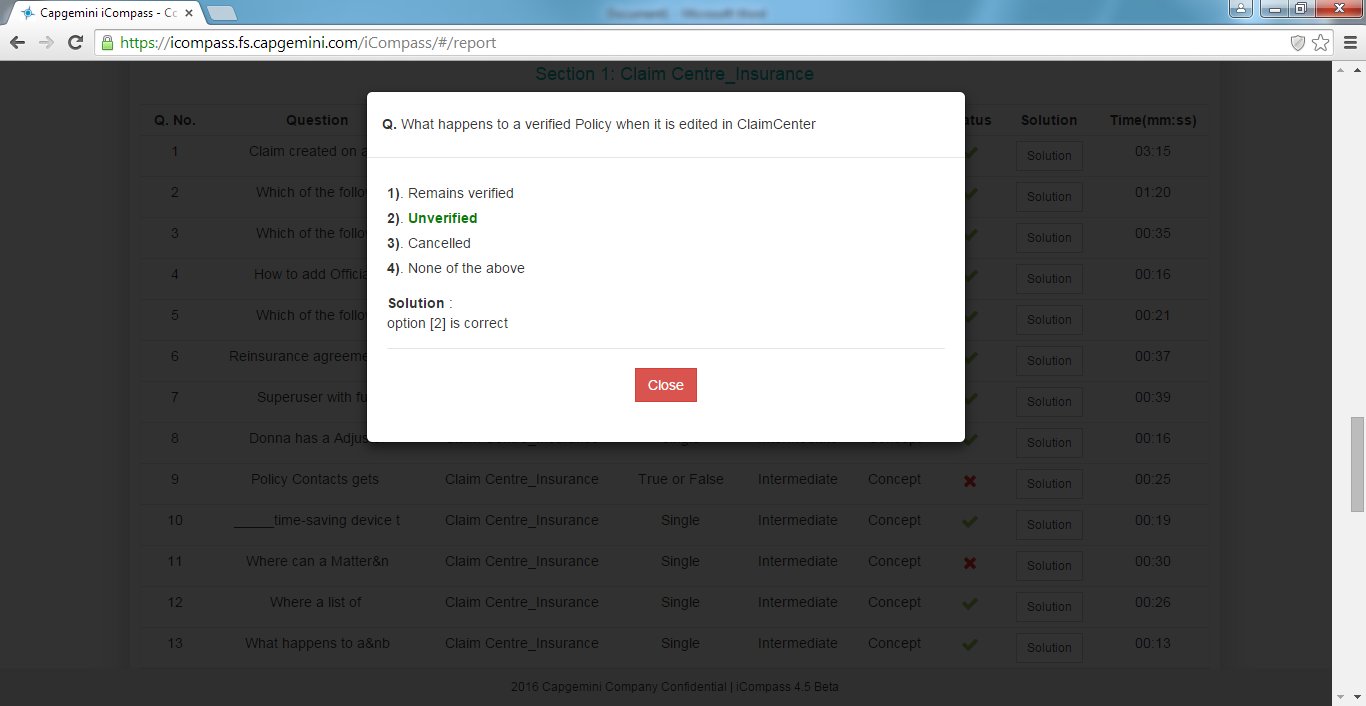 Capgemini iCompass - Co
Document1 - Microsoft Word
https://icompass.fs.capgemini.com/iCompass/#/report
Section 1: Claim Centre_Insurance
Q. No. Question atus Solution Time(mm:ss)
Q. What happens to a verified Policy when it is edited in ClaimCenter
1). Remains verified
2). Unverified
3). Cancelled
4). None of the above
Solution :
option [2] is correct
Close
1 Claim created on a Solution 03:15
2 Which of the follo Solution 01:20
3 Which of the follo Solution 00:35
4 How to add Officia Solution 00:16
5 Which of the follo Solution 00:21
6 Reinsurance agreeme Solution 00:37
7 Superuser with fu Solution 00:39
8 Donna has a Adjus Solution 00:16
9 Policy Contacts gets Claim Centre_Insurance True or False Intermediate Concept Solution 00:25
10 _____time-saving device t Claim Centre_Insurance Single Intermediate Concept Solution 00:19
11 Where can a Matter&n Claim Centre_Insurance Single Intermediate Concept Solution 00:30
12 Where a list of Claim Centre_Insurance Single Intermediate Concept Solution 00:26
13 What happens to a&nb Claim Centre_Insurance Single Intermediate Concept Solution 00:13
2016 Capgemini Company Confidential | iCompass 4.5 Beta